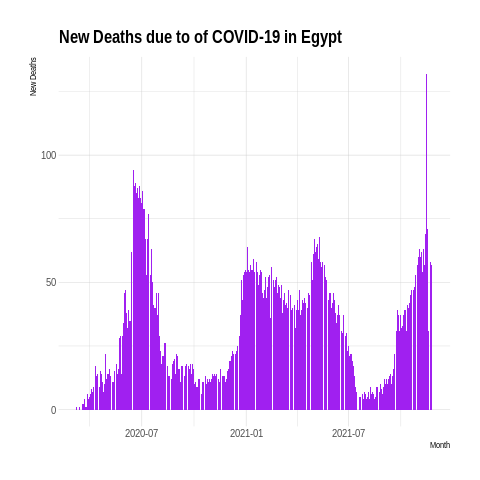 New Deaths due to of COVID-19 in Egypt
New Deaths
100
50
0
2020-07 2021-01 2021-07
Month